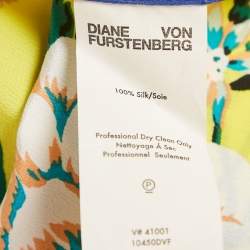 DIANE VON
FURSTENBERG
100% Silk/Soie
Professional Dry Clean Only
Nettoyage À Sec
Professionnel Seulement
P
V# 41001
10450DVF